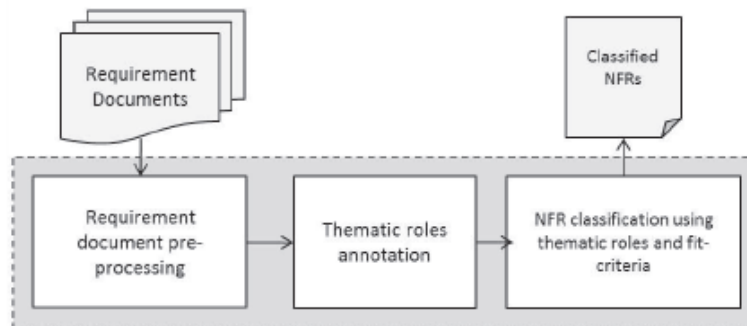 Requirement
Documents
Classified
NFRs
Requirement
document pre-
processing
Thematic roles
annotation
NFR classification using
thematic roles and fit-
criteria